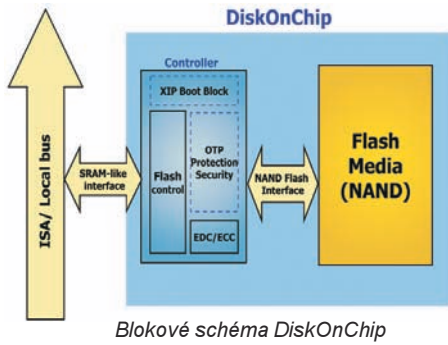 DiskOnChip
Controller
XIP Boot Block
ISA/ Local bus
SRAM-like
interface
Flash
control
OTP
Protection
Security
EDC/ECC
NAND Flash
Interface
Flash
Media
(NAND)
Blokové schéma DiskOnChip